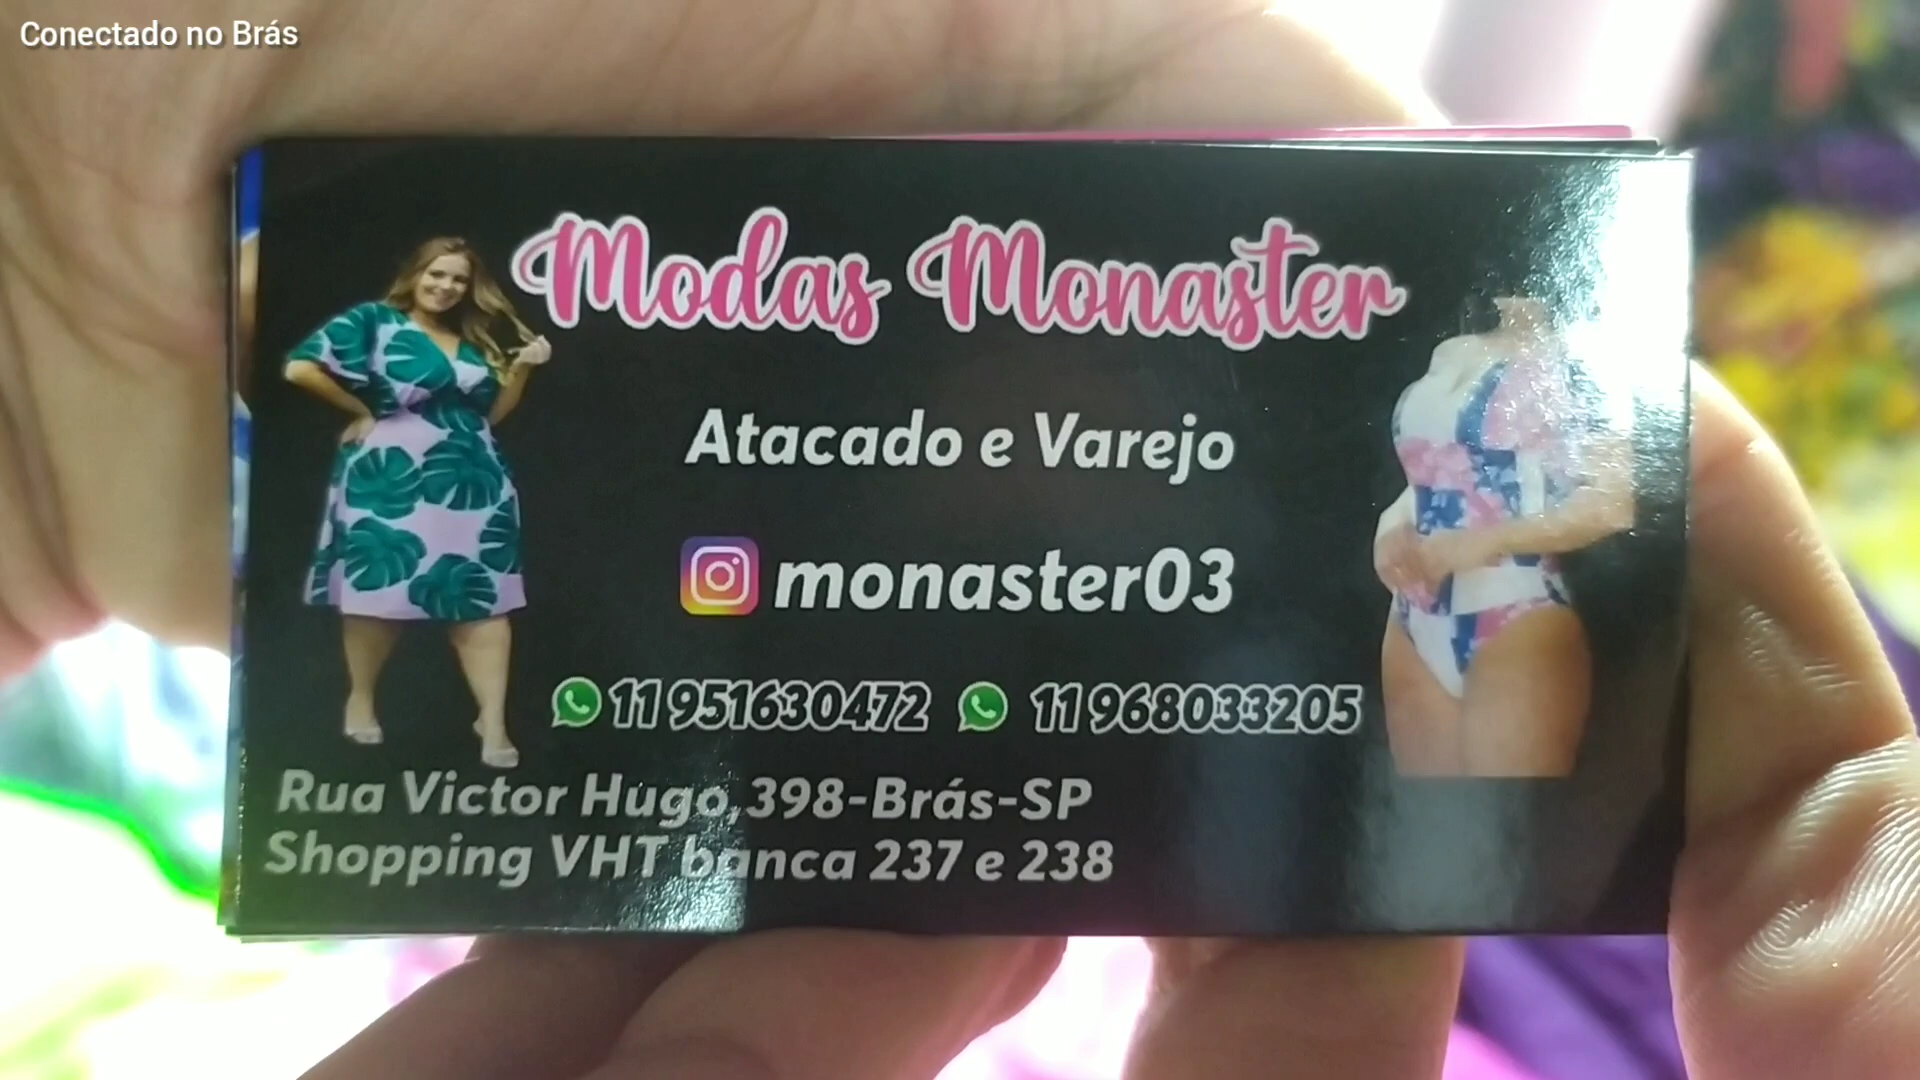 Conectado no Brás
Modas Monaster
Atacado e Varejo
monaster03
11 951630472 11 968033205
Rua Victor Hugo,398-Brás-SP
Shopping VHT banca 237 e 238